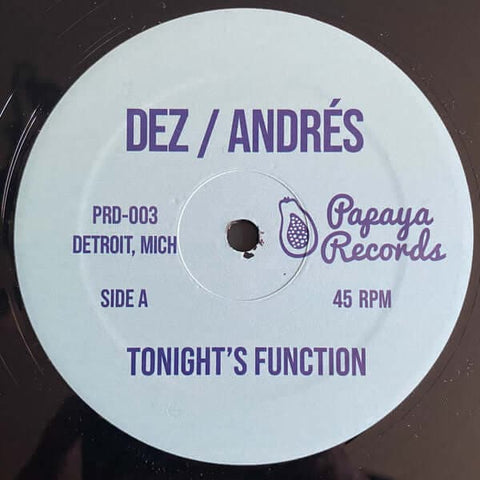 DEZ / ANDRÉS
PRD-003
DETROIT, MICH
Papaya
Records
SIDE A
45 RPM
TONIGHT'S FUNCTION